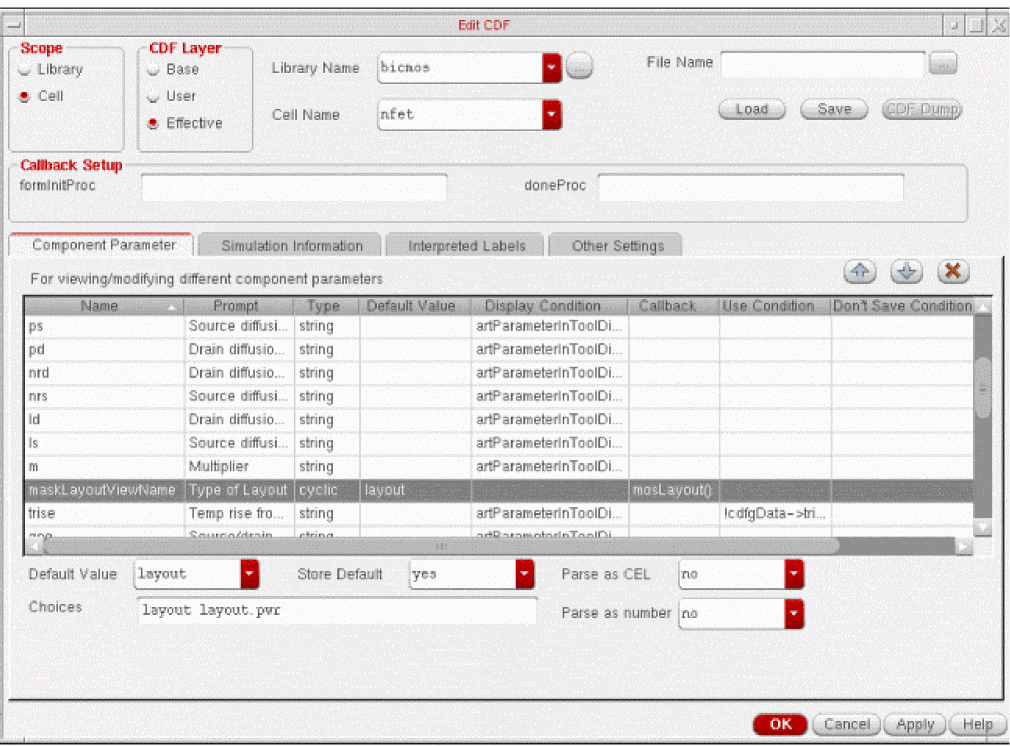 Edit CDF
Scope
Library
Cell
CDF Layer
Base
User
Effective
Library Name bicmos ...
Cell Name nfet
File Name ...
Load Save CDF Dump
Callback Setup
formInitProc doneProc
Component Parameter Simulation Information Interpreted Labels Other Settings
For viewing/modifying different component parameters
Name Prompt Type Default Value Display Condition Callback Use Condition Don't Save Condition
ps Source diffusi... string artParameterInToolDi...
pd Drain diffusio... string artParameterInToolDi...
nrd Drain diffusio... string artParameterInToolDi...
nrs Source diffusi... string artParameterInToolDi...
ld Drain diffusio... string artParameterInToolDi...
ls Source diffusi... string artParameterInToolDi...
m Multiplier string artParameterInToolDi...
maskLayoutViewName Type of Layout cyclic layout mosLayout()
trise Temp rise fro... string artParameterInToolDi... !cdfgData->tri...
Source/drain string artParameterInToolDi...
Default Value layout Store Default yes Parse as CEL no
Choices layout layout.pwr Parse as number no
OK Cancel Apply Help